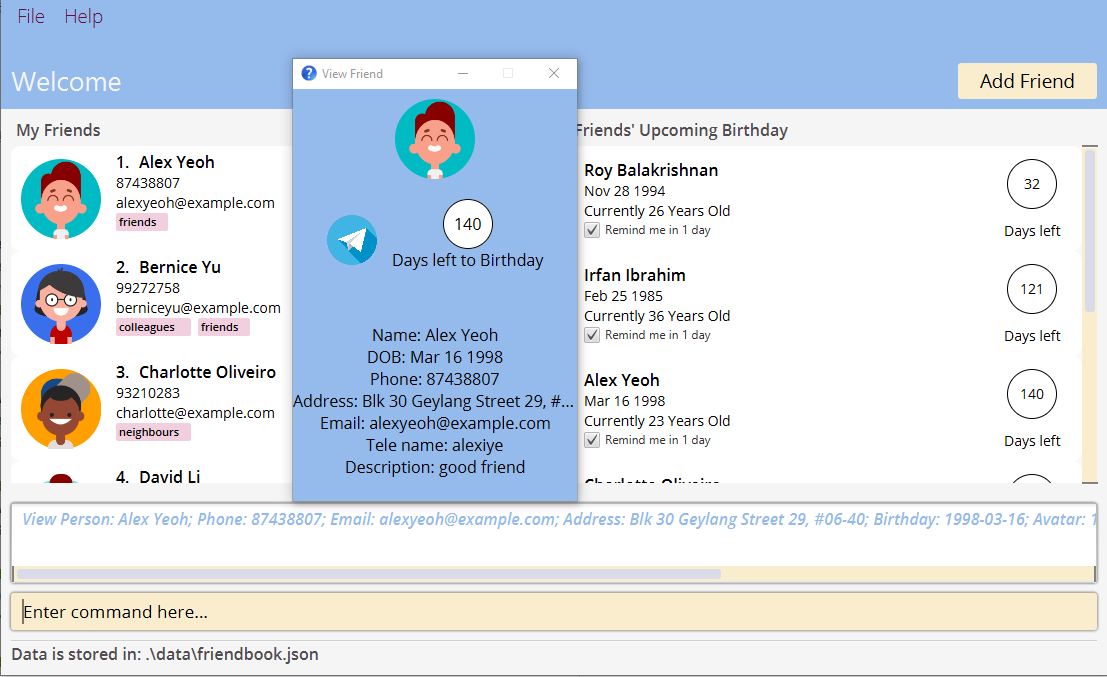 File Help
Welcome
Add Friend
My Friends
1. Alex Yeoh
87438807
alexyeoh@example.com
friends
2. Bernice Yu
99272758
berniceyu@example.com
colleagues friends
3. Charlotte Oliveiro
93210283
charlotte@example.com
neighbours
4. David Li
View Friend
140
Days left to Birthday
Name: Alex Yeoh
DOB: Mar 16 1998
Phone: 87438807
Address: Blk 30 Geylang Street 29, #...
Email: alexyeoh@example.com
Tele name: alexiye
Description: good friend
Friends' Upcoming Birthday
Roy Balakrishnan
Nov 28 1994
Currently 26 Years Old
Remind me in 1 day
32
Days left
Irfan Ibrahim
Feb 25 1985
Currently 36 Years Old
Remind me in 1 day
121
Days left
Alex Yeoh
Mar 16 1998
Currently 23 Years Old
Remind me in 1 day
140
Days left
Charlotte Oliveiro
View Person: Alex Yeoh; Phone: 87438807; Email: alexyeoh@example.com; Address: Blk 30 Geylang Street 29, #06-40; Birthday: 1998-03-16; Avatar: 1
Enter command here...
Data is stored in: .\data\friendbook.json